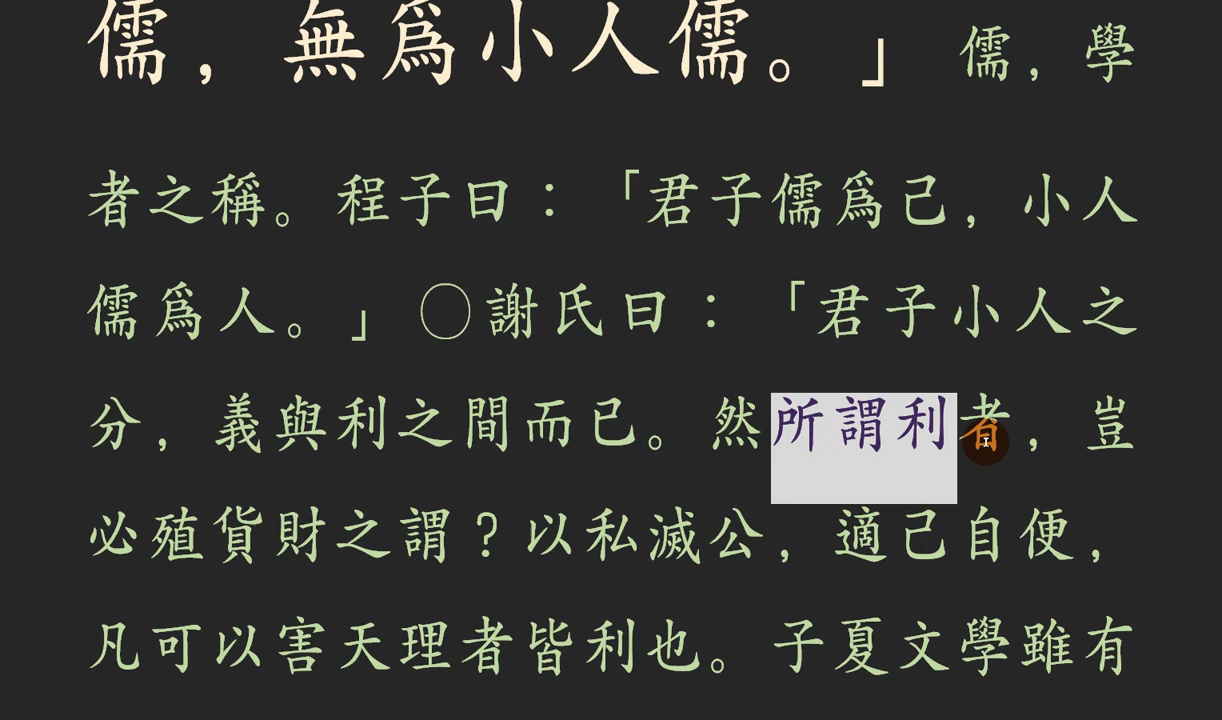 儒，無爲小人儒。」儒，學
者之稱。程子曰：「君子儒爲己，小人
儒爲人。」〇謝氏曰：「君子小人之
分，義與利之間而已。然所謂利者，豈
必殖貨財之謂？以私滅公，適己自便，
凡可以害天理者皆利也。子夏文學雖有